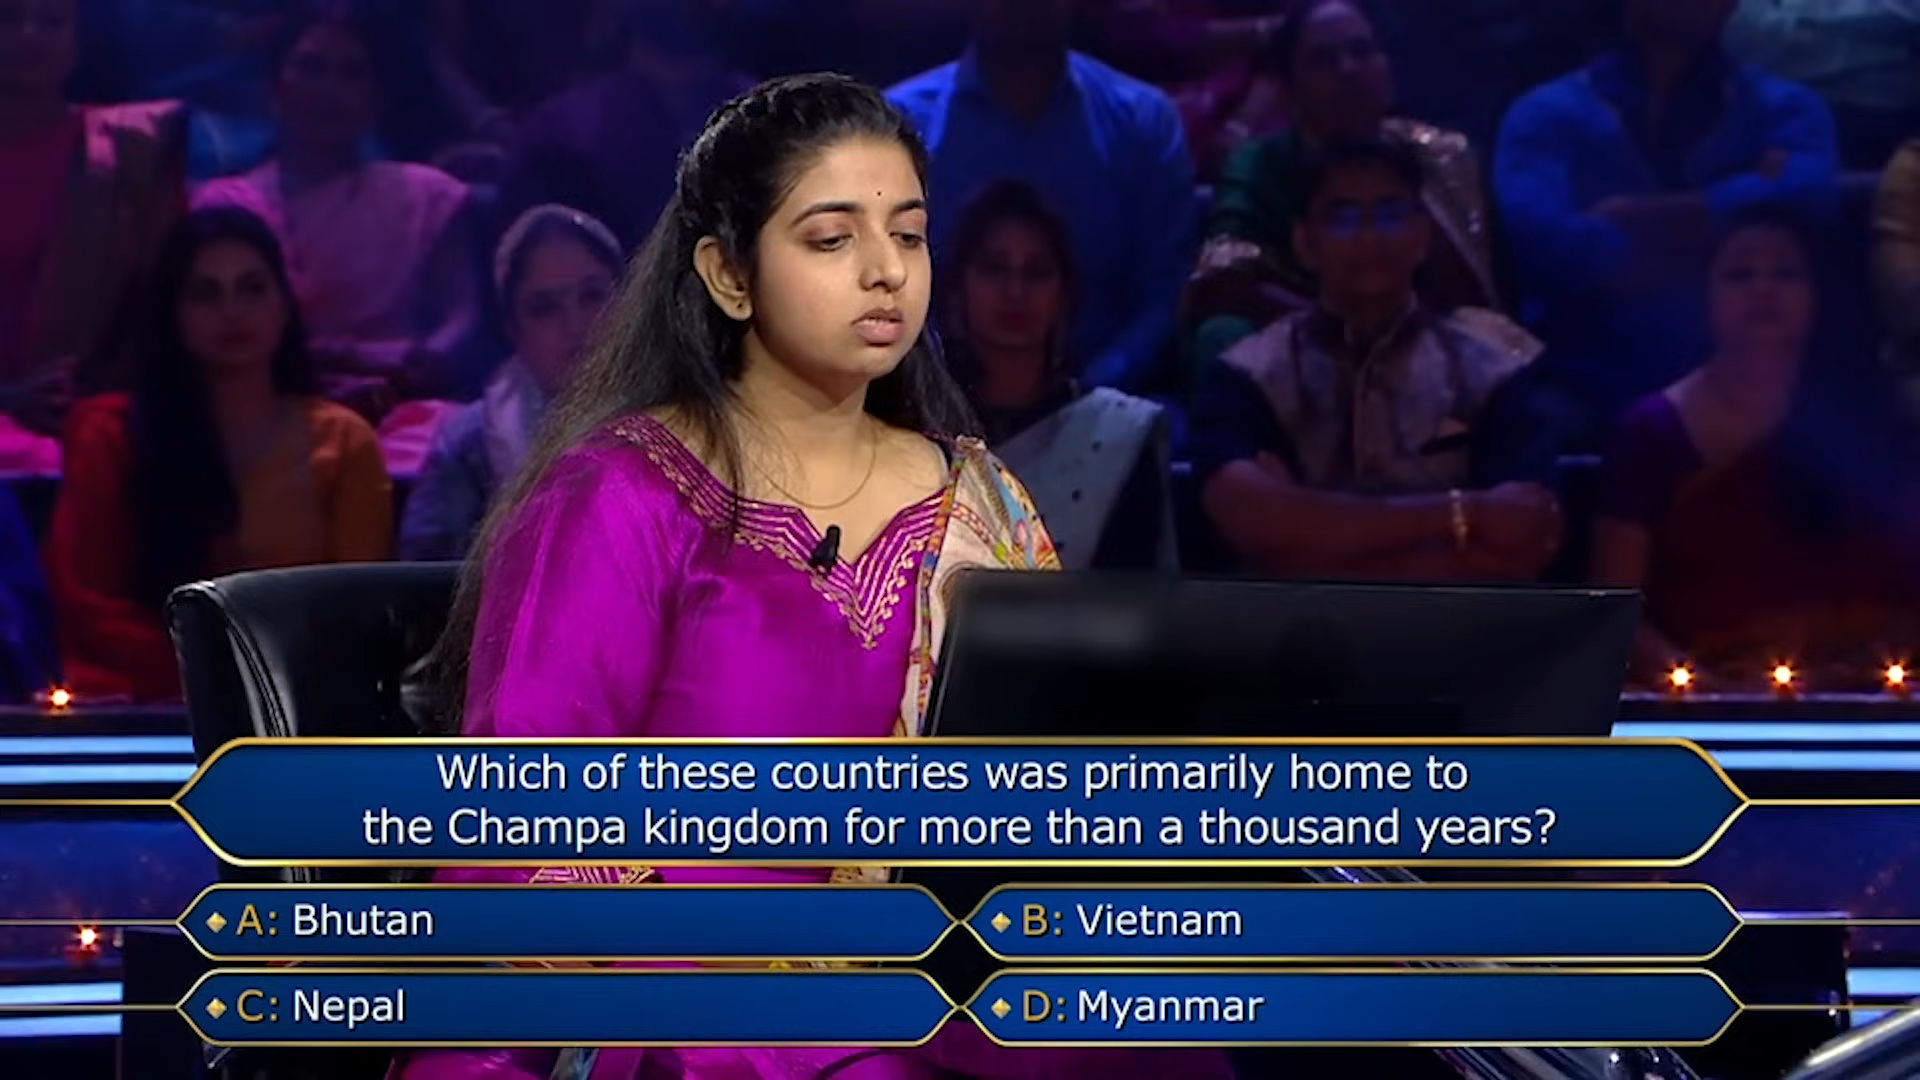 Which of these countries was primarily home to
the Champa kingdom for more than a thousand years?
A: Bhutan
B: Vietnam
C: Nepal
D: Myanmar